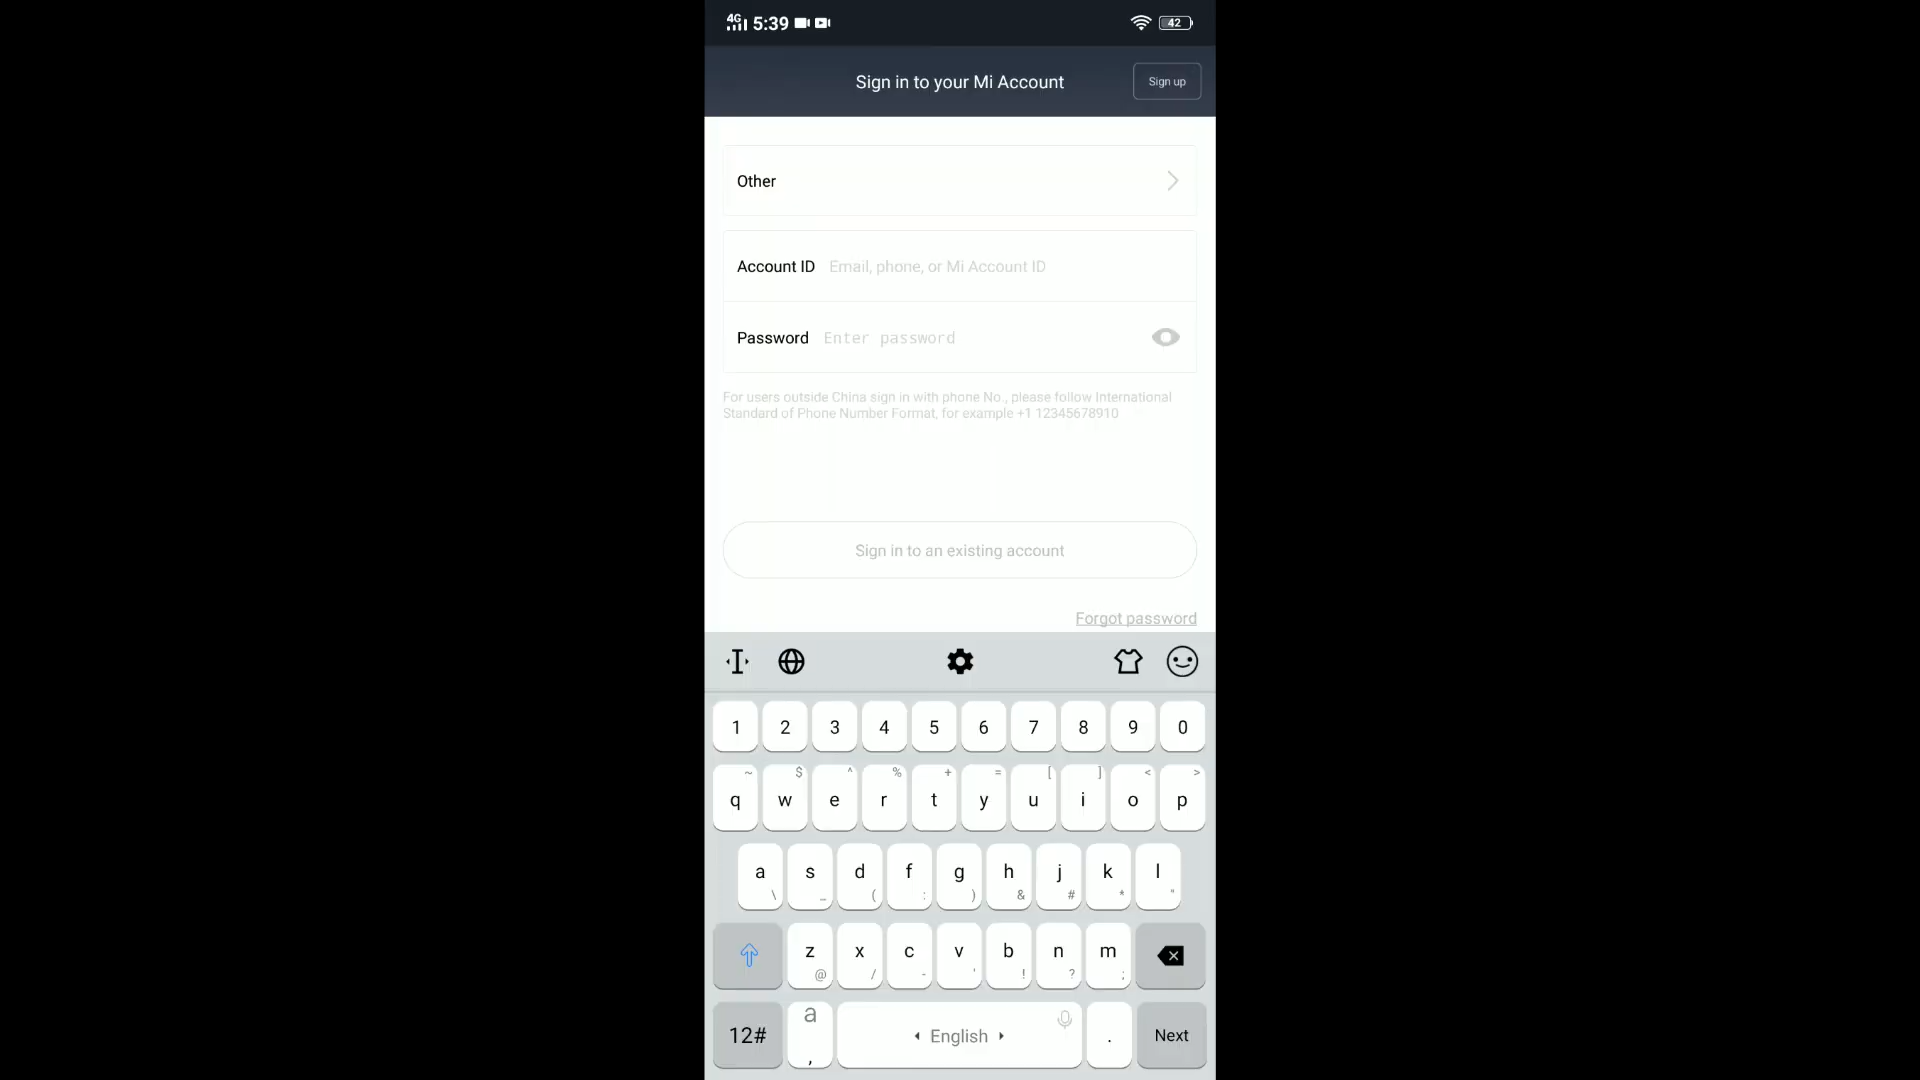 4G 5:39 42
Sign in to your Mi Account Sign up
Other
Account ID Email, phone, or Mi Account ID
Password Enter password
For users outside China sign in with phone No., please follow International
Standard of Phone Number Format, for example +1 12345678910
Sign in to an existing account
Forgot password
1 2 3 4 5 6 7 8 9 0
~ $ ^ % + = [ ] < >
q w e r t y u i o p
a s d f g h j k l
\ _ ( : ) & # * "
z x c v b n m
@ / - ' ! ? ;
12# a , English . Next